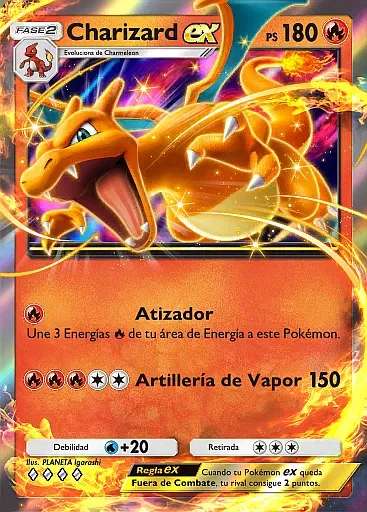 FASE 2 Charizard ex PS 180
Evoluciona de Charmeleon
Atizador
Une 3 Energías de tu área de Energía a este Pokémon.
Artillería de Vapor 150
Debilidad +20 Retirada
Ilus. PLANETA Igarashi
Regla ex Cuando tu Pokémon ex queda
Fuera de Combate, tu rival consigue 2 puntos.